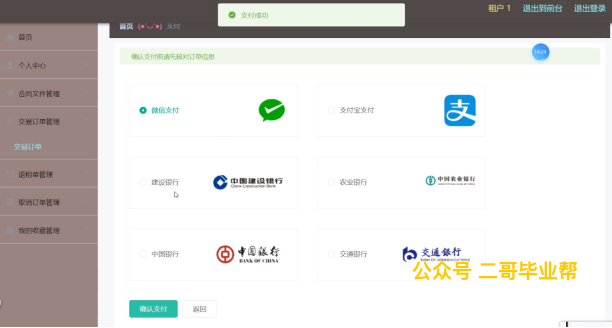 支付成功
租户 1 退出到前台 退出登录
首页 (●'◡'●) 支付
首页
个人中心
合同文件管理
交易订单管理
交易订单
退租单管理
取消订单管理
我的收藏管理
确认支付前请先核对订单信息
微信支付
支付宝支付
支
建设银行
中国建设银行
China Construction Bank
农业银行
中国农业银行
中国银行
中国银行
BANK OF CHINA
交通银行
交通银行
BANK OF COMMUNICATIONS
公众号 二哥毕业帮
确认支付
返回